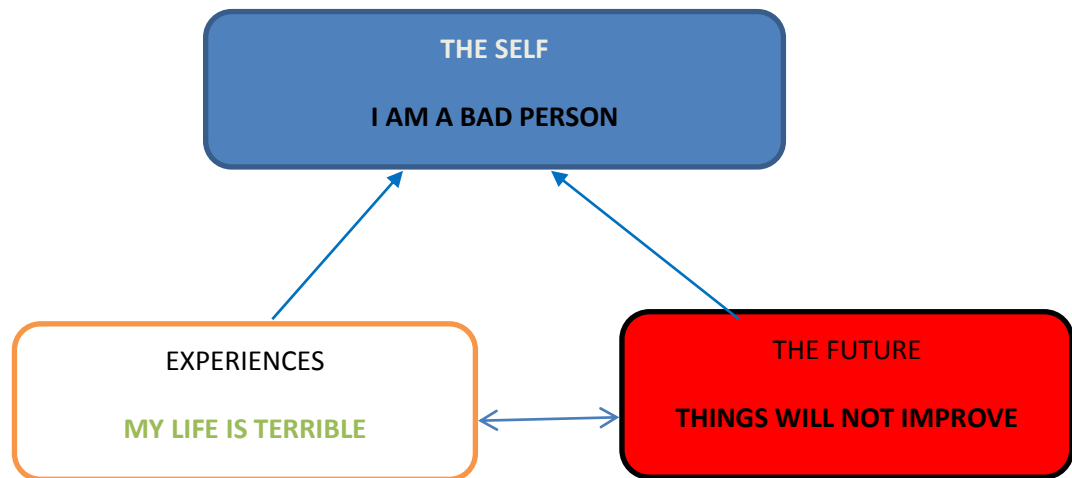 THE SELF
I AM A BAD PERSON
EXPERIENCES
MY LIFE IS TERRIBLE
THE FUTURE
THINGS WILL NOT IMPROVE